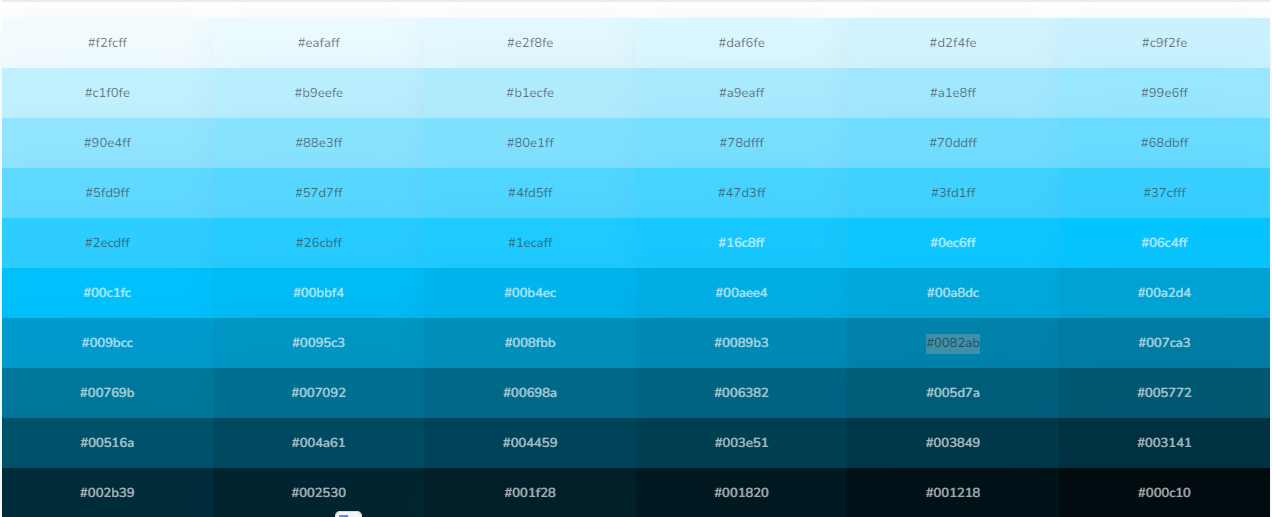 #f2fcff #eafaff #e2f8fe #daf6fe #d2f4fe #c9f2fe
#c1f0fe #b9eefe #b1ecfe #a9eaff #a1e8ff #99e6ff
#90e4ff #88e3ff #80e1ff #78dfff #70ddff #68dbff
#5fd9ff #57d7ff #4fd5ff #47d3ff #3fd1ff #37cfff
#2ecdff #26cbff #1ecaff #16c8ff #0ec6ff #06c4ff
#00c1fc #00bbf4 #00b4ec #00aee4 #00a8dc #00a2d4
#009bcc #0095c3 #008fbb #0089b3 #0082ab #007ca3
#00769b #007092 #00698a #006382 #005d7a #005772
#00516a #004a61 #004459 #003e51 #003849 #003141
#002b39 #002530 #001f28 #001820 #001218 #000c10